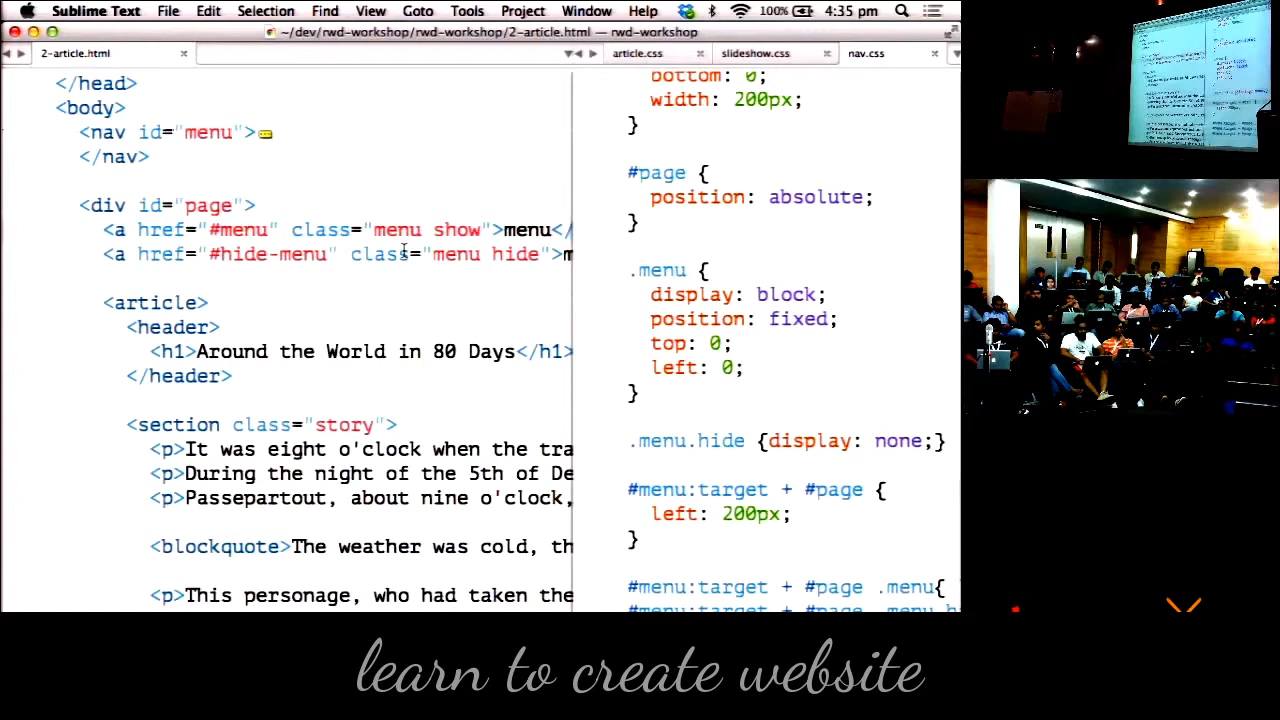 Sublime Text File Edit Selection Find View Goto Tools Project Window Help 100% 4:35 pm
~/dev/rwd-workshop/rwd-workshop/2-article.html — rwd-workshop
2-article.html article.css slideshow.css nav.css
</head>
<body>
<nav id="menu">
</nav>
<div id="page">
<a href="#menu" class="menu show">menu</
<a href="#hide-menu" class="menu hide">m
<article>
<header>
<h1>Around the World in 80 Days</h1>
</header>
<section class="story">
<p>It was eight o'clock when the tra
<p>During the night of the 5th of De
<p>Passepartout, about nine o'clock,
<blockquote>The weather was cold, th
<p>This personage, who had taken the
bottom: 0;
width: 200px;
}
#page {
position: absolute;
}
.menu {
display: block;
position: fixed;
top: 0;
left: 0;
}
.menu.hide {display: none;}
#menu:target + #page {
left: 200px;
}
#menu:target + #page .menu{
learn to create website